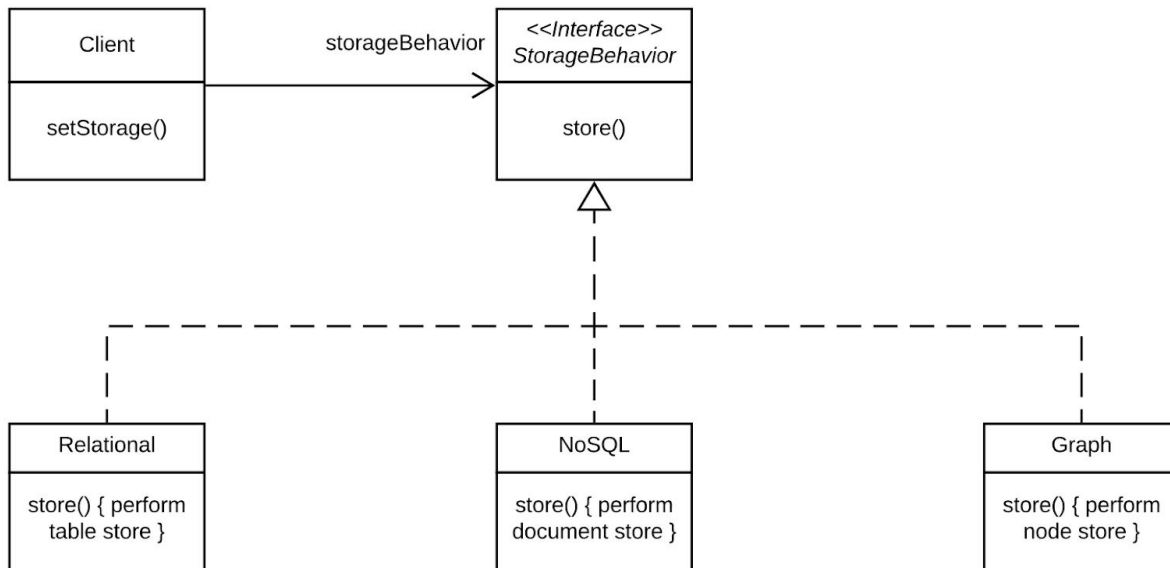 Client
storageBehavior
<<Interface>>
StorageBehavior
setStorage()
store()
Relational
NoSQL
Graph
store() { perform
table store }
store() { perform
document store }
store() { perform
node store }